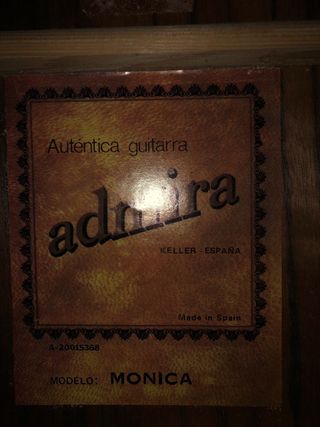 Auténtica guitarra
admira
KELLER - ESPAÑA
Made in Spain
A-20015368
MODELO: MONICA